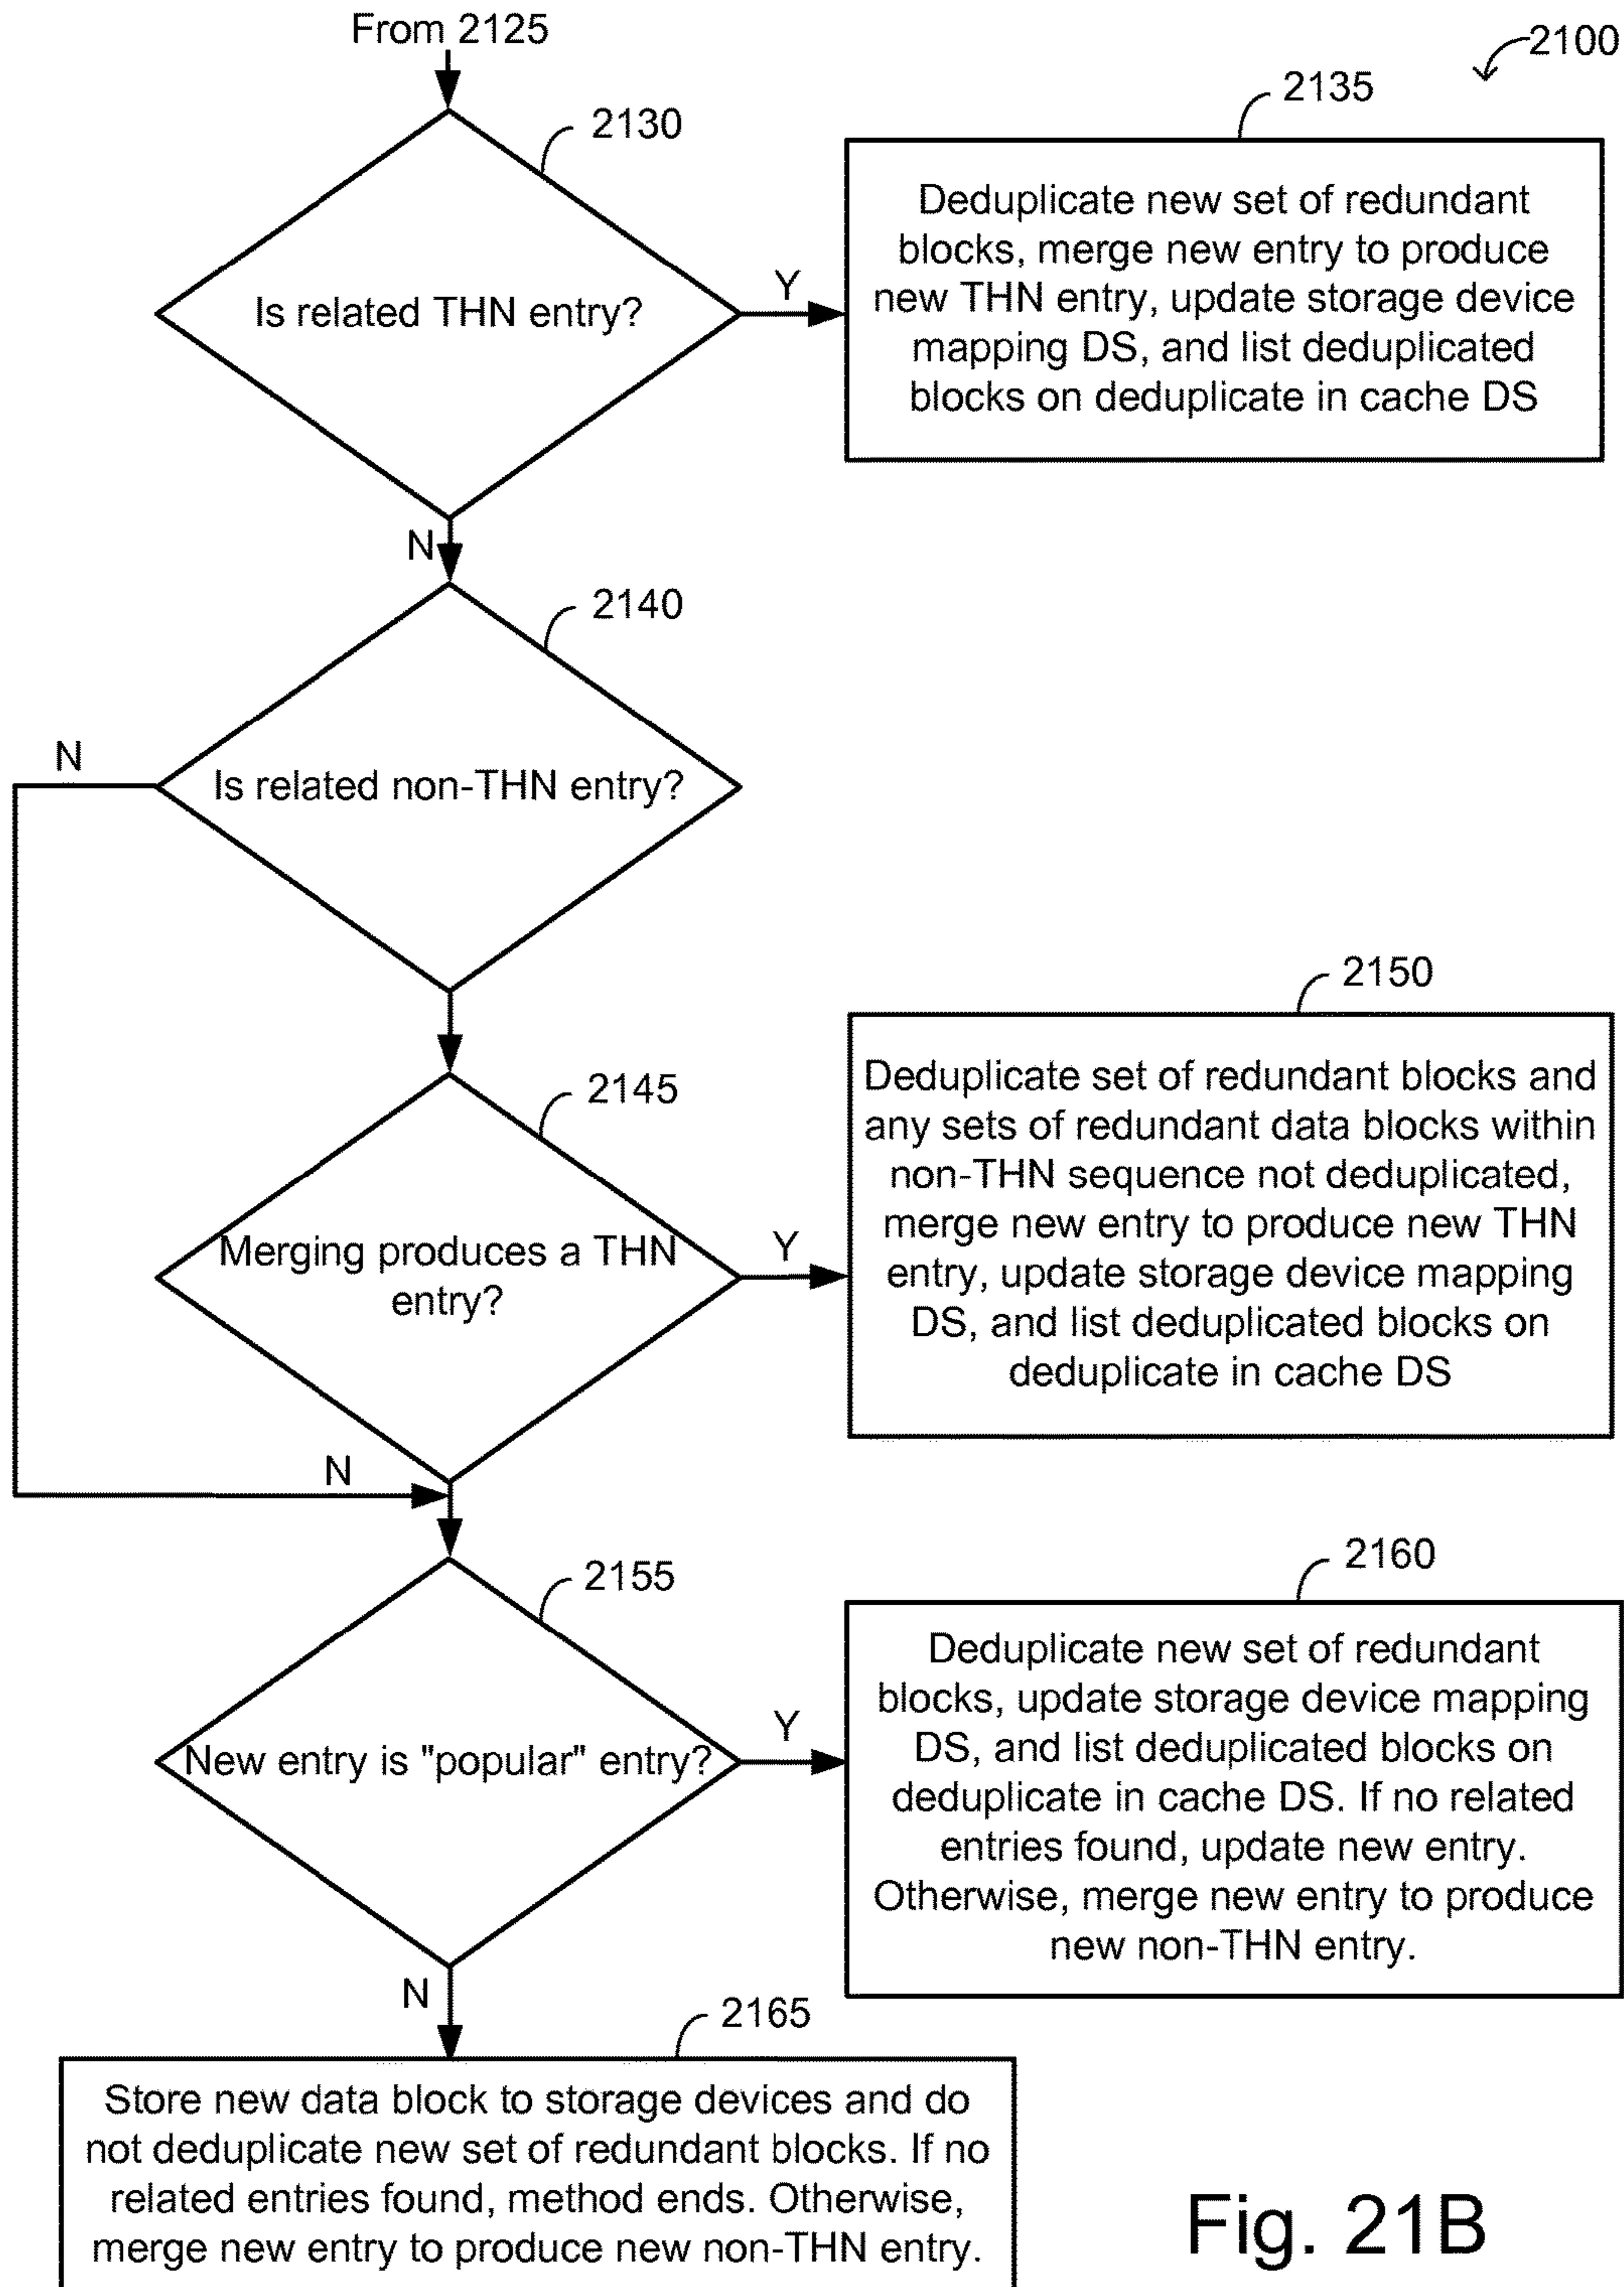 From 2125
2100
2130
2135
Is related THN entry?
Y
Deduplicate new set of redundant
blocks, merge new entry to produce
new THN entry, update storage device
mapping DS, and list deduplicated
blocks on deduplicate in cache DS
N
2140
N
Is related non-THN entry?
2145
2150
Merging produces a THN
entry?
Y
Deduplicate set of redundant blocks and
any sets of redundant data blocks within
non-THN sequence not deduplicated,
merge new entry to produce new THN
entry, update storage device mapping
DS, and list deduplicated blocks on
deduplicate in cache DS
N
2155
2160
New entry is "popular" entry?
Y
Deduplicate new set of redundant
blocks, update storage device mapping
DS, and list deduplicated blocks on
deduplicate in cache DS. If no related
entries found, update new entry.
Otherwise, merge new entry to produce
new non-THN entry.
N
2165
Store new data block to storage devices and do
not deduplicate new set of redundant blocks. If no
related entries found, method ends. Otherwise,
merge new entry to produce new non-THN entry.
Fig. 21B